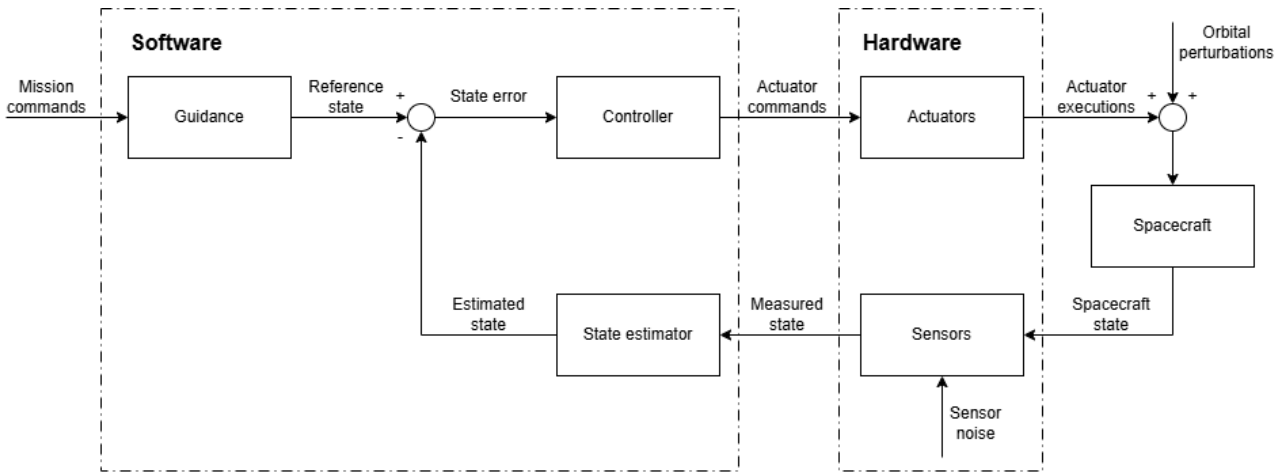 Software
Hardware
Orbital
perturbations
Mission
commands
Guidance
Reference
state
+
-
State error
Controller
Actuator
commands
Actuators
Actuator
executions
+
+
Spacecraft
Estimated
state
State estimator
Measured
state
Sensors
Spacecraft
state
Sensor
noise